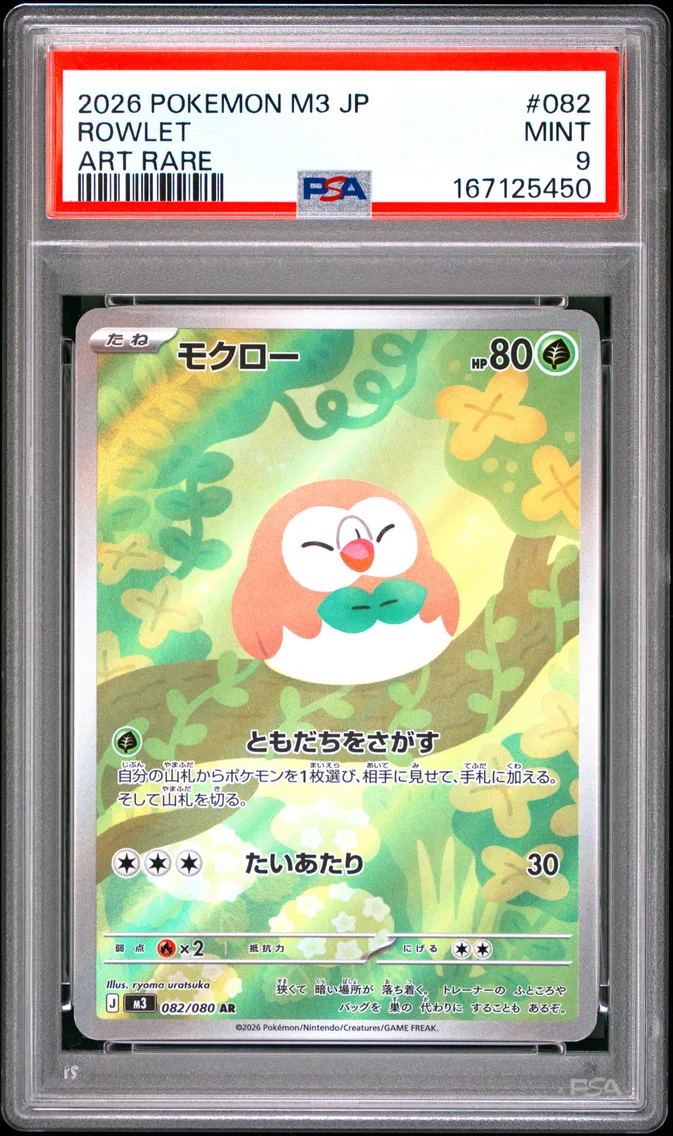 2026 POKEMON M3 JP #082
ROWLET MINT
ART RARE 9
PSA 167125450
たね モクロー HP80
ともだちをさがす
自分の山札からポケモンを1枚選び、相手に見せて、手札に加える。
そして山札を切る。
たいあたり 30
弱点 ×2 抵抗力 にげる
Illus. ryoma uratsuka
狭くて 暗い場所が 落ち着く。 トレーナーの ふところや
J M3 082/080 AR バッグを 巣の 代わりに することも あるぞ。
©2026 Pokémon/Nintendo/Creatures/GAME FREAK.
PSA